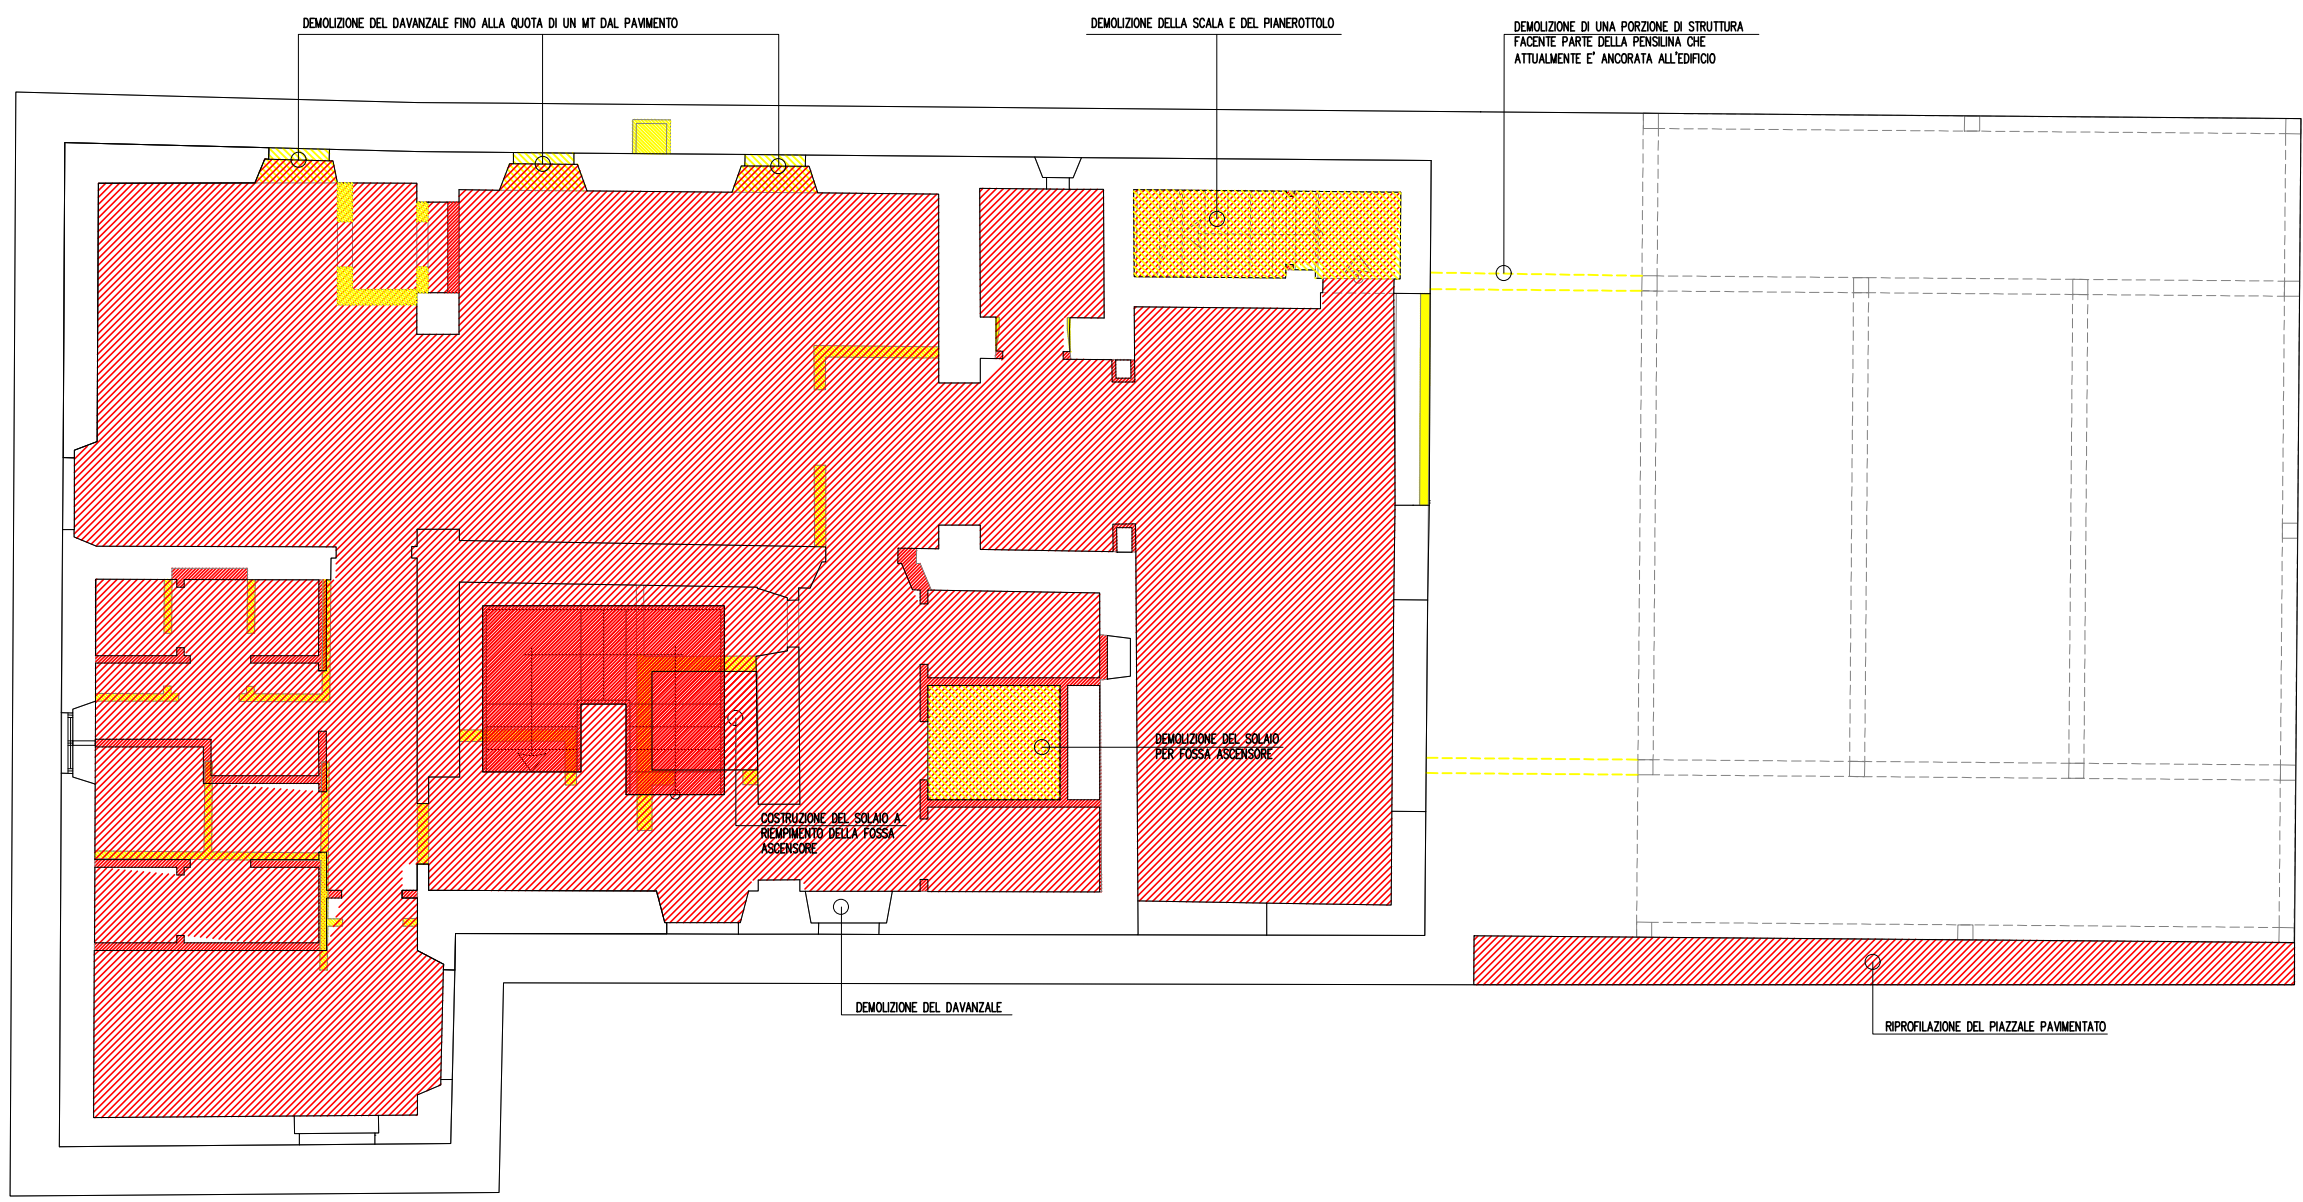 DEMOLIZIONE DEL DAVANZALE FINO ALLA QUOTA DI UN MT DAL PAVIMENTO
DEMOLIZIONE DELLA SCALA E DEL PIANEROTTOLO
DEMOLIZIONE DI UNA PORZIONE DI STRUTTURA
FACENTE PARTE DELLA PENSILINA CHE
ATTUALMENTE E' ANCORATA ALL'EDIFICIO
DEMOLIZIONE DEL SOLAIO
PER FOSSA ASCENSORE
COSTRUZIONE DEL SOLAIO A
RIEMPIMENTO DELLA FOSSA
ASCENSORE
DEMOLIZIONE DEL DAVANZALE
RIPROFILAZIONE DEL PIAZZALE PAVIMENTATO